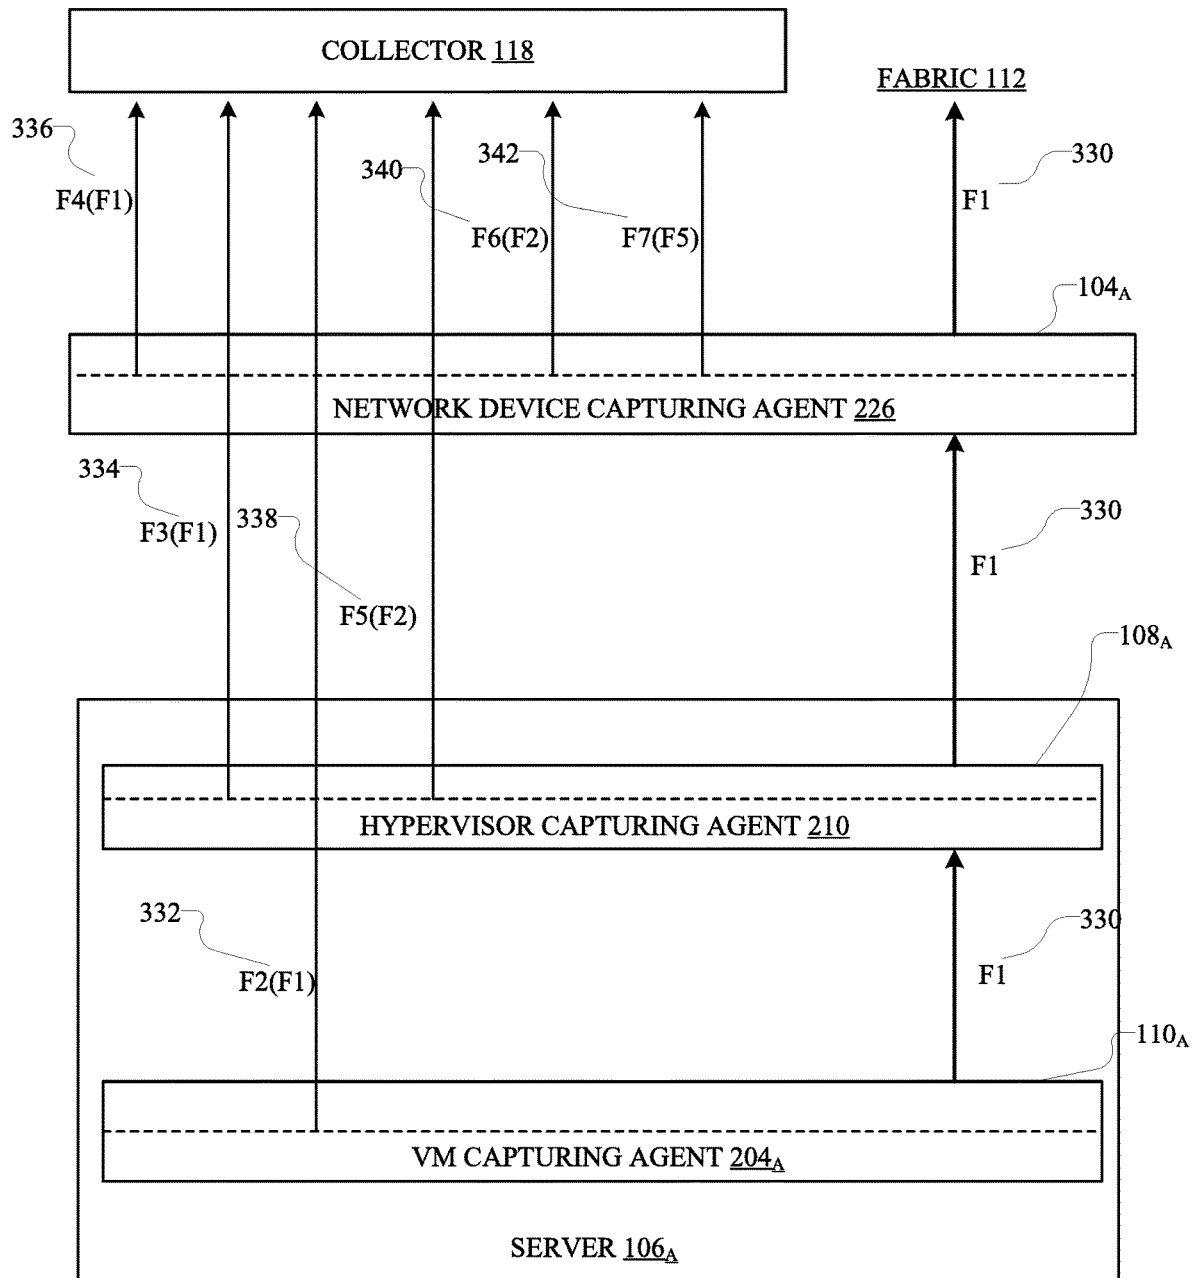 COLLECTOR 118
FABRIC 112
336
F4(F1)
340
F6(F2)
342
F7(F5)
330
F1
104A
NETWORK DEVICE CAPTURING AGENT 226
334
F3(F1)
338
F5(F2)
330
F1
108A
HYPERVISOR CAPTURING AGENT 210
332
F2(F1)
330
F1
110A
VM CAPTURING AGENT 204A
SERVER 106A